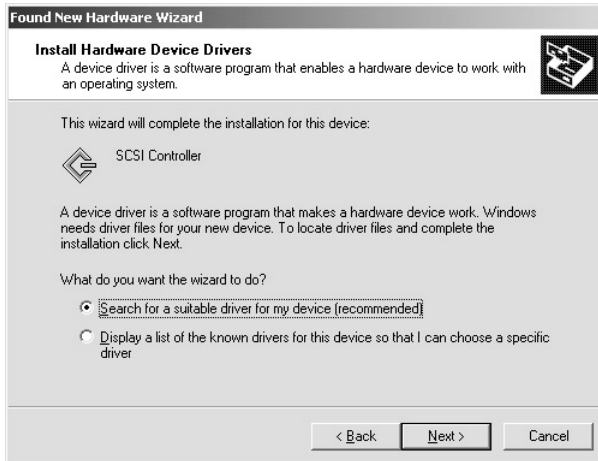 Found New Hardware Wizard
Install Hardware Device Drivers
A device driver is a software program that enables a hardware device to work with
an operating system.
This wizard will complete the installation for this device:
SCSI Controller
A device driver is a software program that makes a hardware device work. Windows
needs driver files for your new device. To locate driver files and complete the
installation click Next.
What do you want the wizard to do?
Search for a suitable driver for my device (recommended)
Display a list of the known drivers for this device so that I can choose a specific
driver
< Back Next > Cancel